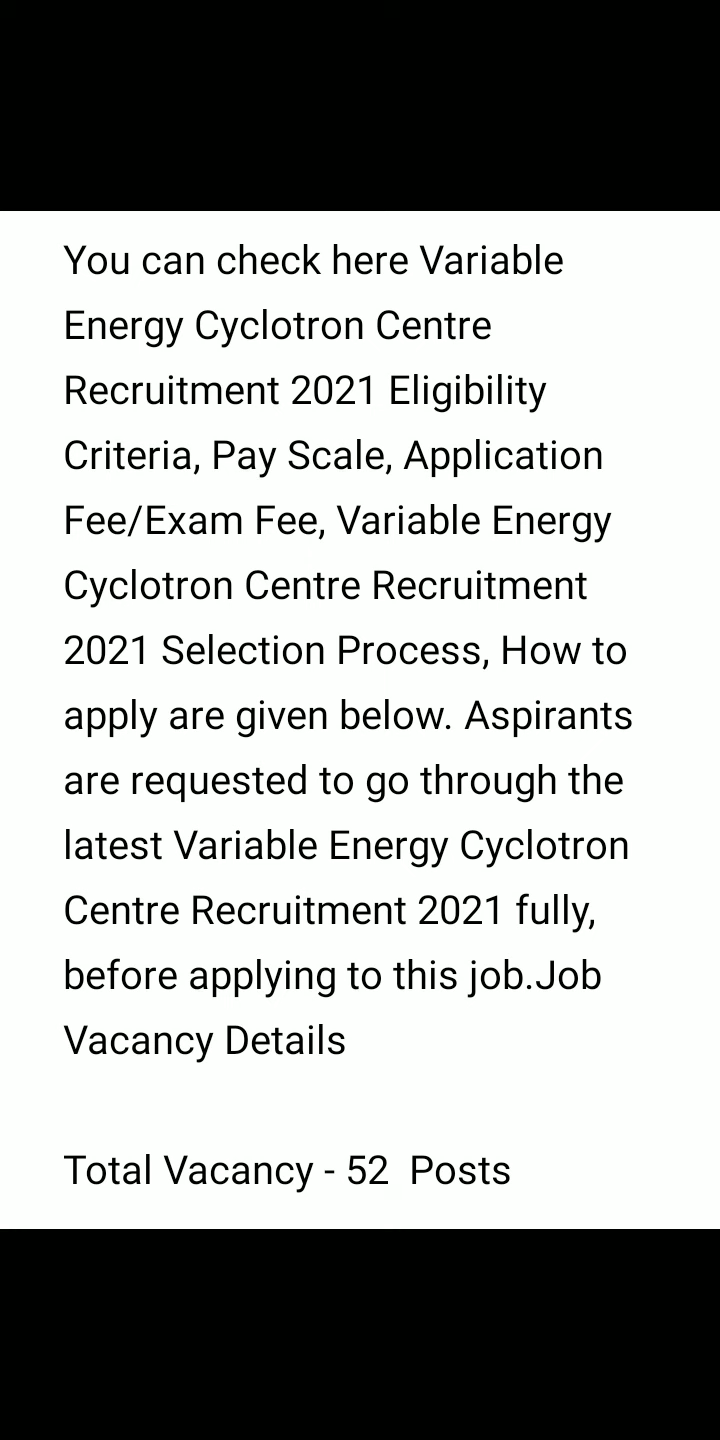 You can check here Variable
Energy Cyclotron Centre
Recruitment 2021 Eligibility
Criteria, Pay Scale, Application
Fee/Exam Fee, Variable Energy
Cyclotron Centre Recruitment
2021 Selection Process, How to
apply are given below. Aspirants
are requested to go through the
latest Variable Energy Cyclotron
Centre Recruitment 2021 fully,
before applying to this job.Job
Vacancy Details
Total Vacancy - 52  Posts